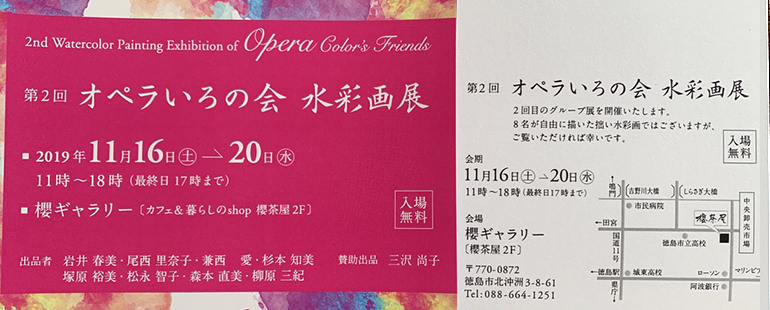 2nd Watercolor Painting Exhibition of Opera Color's Friends
第2回 オペラいろの会 水彩画展
■ 2019年11月16日㊏→20日㊌
11時〜18時(最終日17時まで)
■ 櫻ギャラリー〔カフェ&暮らしのshop 櫻茶屋2F〕
入場
無料
出品者 岩井 春美・尾西 里奈子・兼西 愛・杉本 知美
塚原 裕美・松永 智子・森本 直美・柳原 三紀
賛助出品 三沢 尚子
第2回 オペラいろの会 水彩画展
2回目のグループ展を開催いたします。
8名が自由に描いた拙い水彩画ではございますが、
ご覧いただければ幸いです。
入場
無料
会期
11月16日㊏→20日㊌
11時〜18時(最終日17時まで)
会場
櫻ギャラリー
〔櫻茶屋2F〕
〒770-0872
徳島市北沖洲3-8-61
Tel:088-664-1251
↑鳴門
吉野川大橋
しらさぎ大橋
市民病院
櫻茶屋
中央卸売市場
←田宮
国道11号
徳島市立高校
←徳島駅
城東高校
ローソン
マリンピア
県庁↓
阿波銀行